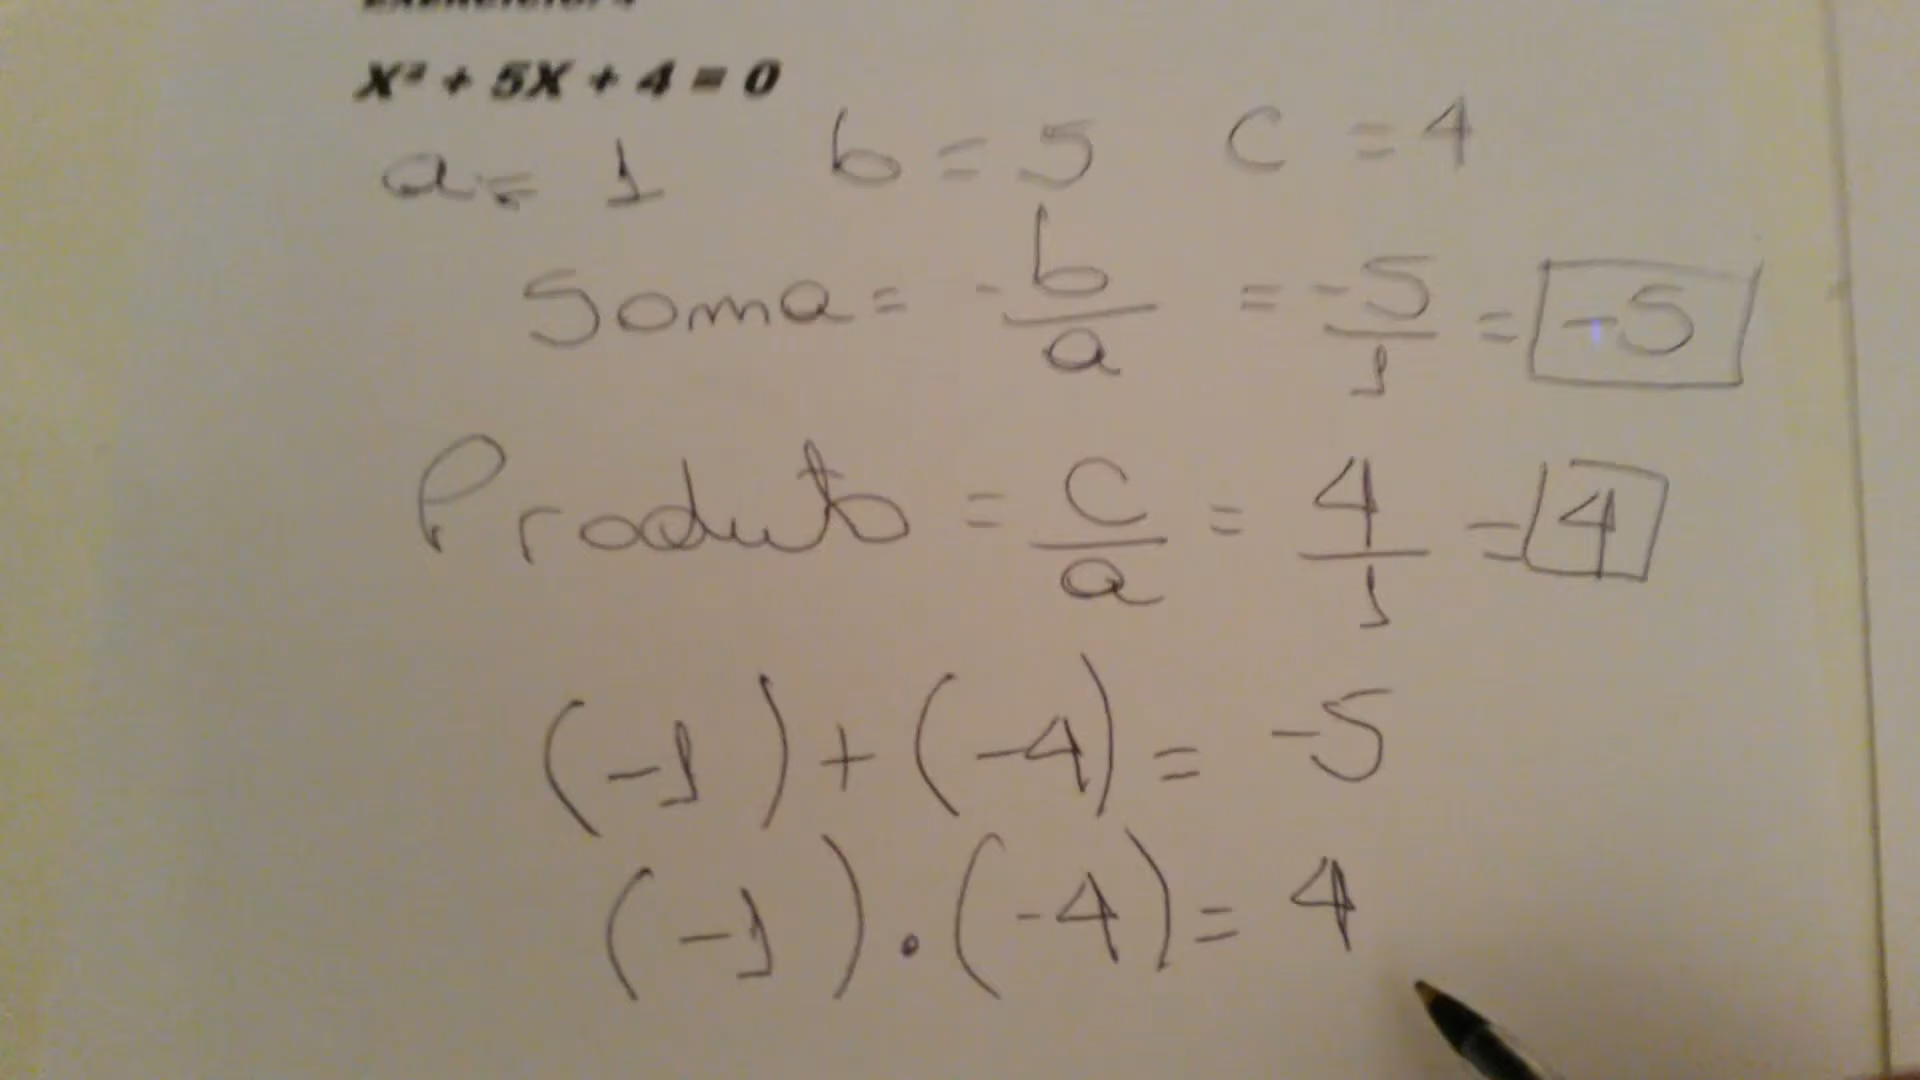 X² + 5X + 4 = 0
a = 1 b = 5 c = 4
Soma = -b/a = -5/1 = -5
Produto = c/a = 4/1 = 4
(-1) + (-4) = -5
(-1) . (-4) = 4